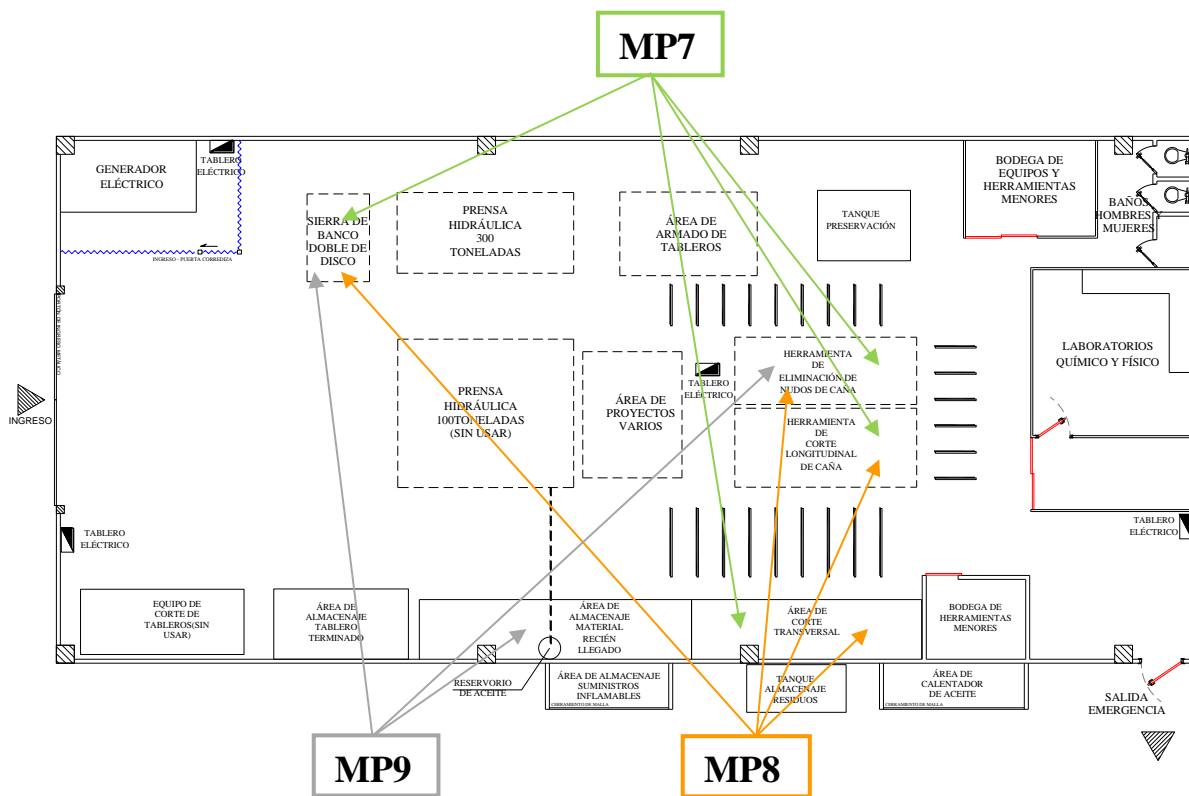 MP7
GENERADOR
ELÉCTRICO
TABLERO
ELÉCTRICO
INGRESO - PUERTA CORREDIZA
SIERRA DE
BANCO
DOBLE DE
DISCO
PRENSA
HIDRÁULICA
300
TONELADAS
ÁREA DE
ARMADO DE
TABLEROS
TANQUE
PRESERVACIÓN
BODEGA DE
EQUIPOS Y
HERRAMIENTAS
MENORES
BAÑOS
HOMBRES
MUJERES
INGRESO
PRENSA
HIDRÁULICA
100TONELADAS
(SIN USAR)
ÁREA DE
PROYECTOS
VARIOS
TABLERO
ELÉCTRICO
HERRAMIENTA
DE
ELIMINACIÓN DE
NUDOS DE CAÑA
HERRAMIENTA
DE
CORTE
LONGITUDINAL
DE CAÑA
LABORATORIOS
QUÍMICO Y FÍSICO
TABLERO
ELÉCTRICO
TABLERO
ELÉCTRICO
EQUIPO DE
CORTE DE
TABLEROS(SIN
USAR)
ÁREA DE
ALMACENAJE
TABLERO
TERMINADO
ÁREA DE
ALMACENAJE
MATERIAL
RECIÉN
LLEGADO
ÁREA DE
CORTE
TRANSVERSAL
BODEGA DE
HERRAMIENTAS
MENORES
RESERVORIO
DE ACEITE
ÁREA DE ALMACENAJE
SUMINISTROS
INFLAMABLES
CERRAMIENTO DE MALLA
TANQUE
ALMACENAJE
RESIDUOS
ÁREA DE
CALENTADOR
DE ACEITE
CERRAMIENTO DE MALLA
SALIDA
EMERGENCIA
MP9
MP8